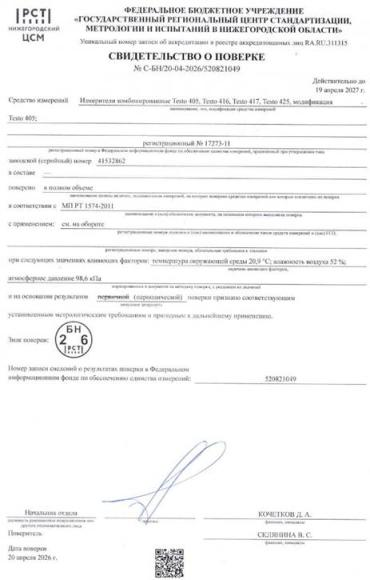 РСТ
НИЖЕГОРОДСКИЙ
ЦСМ
ФЕДЕРАЛЬНОЕ БЮДЖЕТНОЕ УЧРЕЖДЕНИЕ
«ГОСУДАРСТВЕННЫЙ РЕГИОНАЛЬНЫЙ ЦЕНТР СТАНДАРТИЗАЦИИ,
МЕТРОЛОГИИ И ИСПЫТАНИЙ В НИЖЕГОРОДСКОЙ ОБЛАСТИ»
Уникальный номер записи об аккредитации в реестре аккредитованных лиц RA.RU.311315
СВИДЕТЕЛЬСТВО О ПОВЕРКЕ
№ С-БН/20-04-2026/520821049
Действительно до
19 апреля 2027 г.
Средство измерений Измерители комбинированные Testo 405, Testo 416, Testo 417, Testo 425, модификация
Testo 405;
регистрационный № 17273-11
заводской (серийный) номер 41532862
в составе —
поверено в полном объеме
в соответствии с МП РТ 1574-2011
с применением: см. на обороте
при следующих значениях влияющих факторов: температура окружающей среды 20,9 °С; влажность воздуха 52 %;
атмосферное давление 98,6 кПа
и на основании результатов первичной (периодической) поверки признано соответствующим
установленным метрологическим требованиям и пригодным к дальнейшему применению.
Знак поверки:
БН
2 6
РСТ
Номер записи сведений о результатах поверки в Федеральном
информационном фонде по обеспечению единства измерений: 520821049
Начальник отдела КОЧЕТКОВ Д. А.
Поверитель СКЛЯНИНА В. С.
Дата поверки
20 апреля 2026 г.